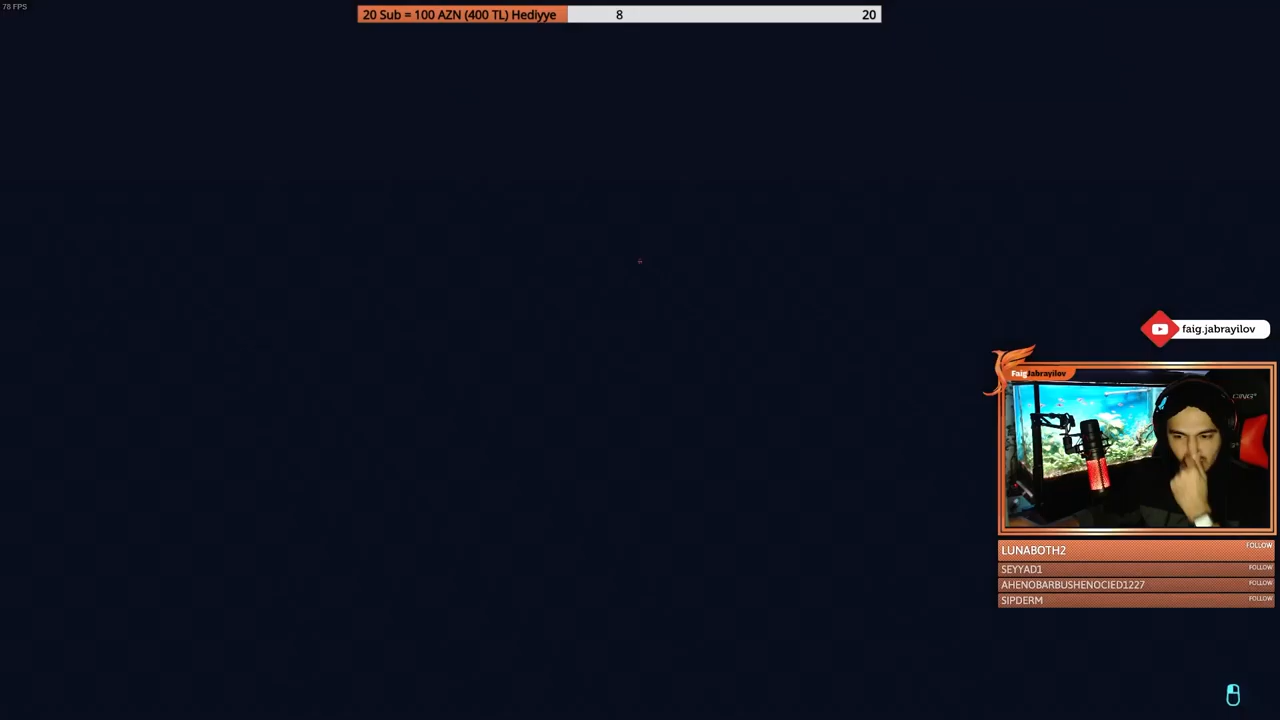 78 FPS
20 Sub = 100 AZN (400 TL) Hediyye 8 20
faig.jabrayilov
FaigJabrayilov
LUNABOTH2 FOLLOW
SEYYAD1 FOLLOW
AHENOBARBUSHENOCIED1227 FOLLOW
SIPDERM FOLLOW